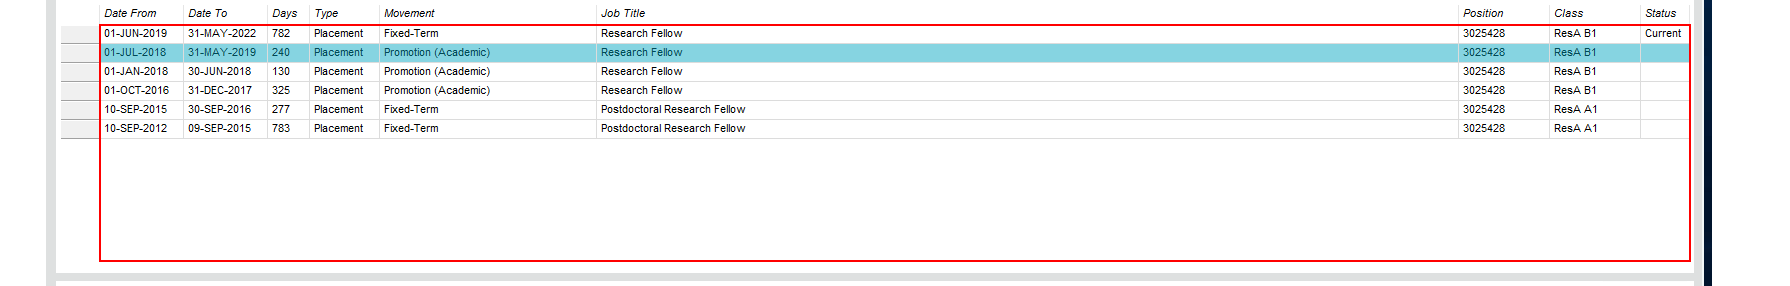 Date From Date To Days Type Movement Job Title Position Class Status
01-JUN-2019 31-MAY-2022 782 Placement Fixed-Term Research Fellow 3025428 ResA B1 Current
01-JUL-2018 31-MAY-2019 240 Placement Promotion (Academic) Research Fellow 3025428 ResA B1
01-JAN-2018 30-JUN-2018 130 Placement Promotion (Academic) Research Fellow 3025428 ResA B1
01-OCT-2016 31-DEC-2017 325 Placement Promotion (Academic) Research Fellow 3025428 ResA B1
10-SEP-2015 30-SEP-2016 277 Placement Fixed-Term Postdoctoral Research Fellow 3025428 ResA A1
10-SEP-2012 09-SEP-2015 783 Placement Fixed-Term Postdoctoral Research Fellow 3025428 ResA A1